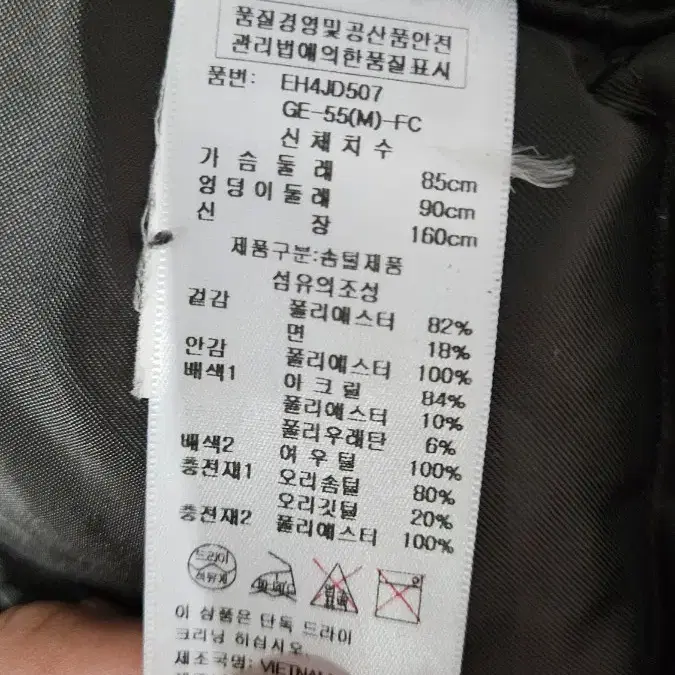 품질경영및공산품안전
관리법에의한품질표시
품번: EH4JD507
GE-55(M)-FC
신체치수
가슴둘레 85cm
엉덩이둘레 90cm
신장 160cm
제품구분:솜털제품
섬유의조성
겉감 폴리에스터 82%
면 18%
안감 폴리에스터 100%
배색1 아크릴 84%
폴리에스터 10%
폴리우레탄 6%
배색2 여우털 100%
충전재1 오리솜털 80%
오리깃털 20%
충전재2 폴리에스터 100%
드라이
이 상품은 단독 드라이
크리닝 하십시오.
제조국명: VIETNAM